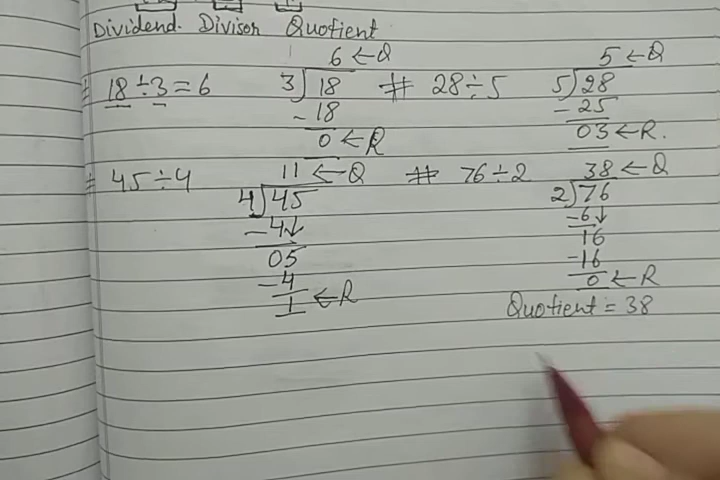 Dividend. Divisor Quotient
# 18÷3=6
6 ←Q
3)18
-18
0 ←R
# 28÷5
5 ←Q
5)28
-25
03 ←R.
# 45÷4
11 ←Q
4)45
-4↓
05
-4
1 ←R
# 76÷2
38 ←Q
2)76
-6↓
16
-16
0 ←R
Quotient = 38